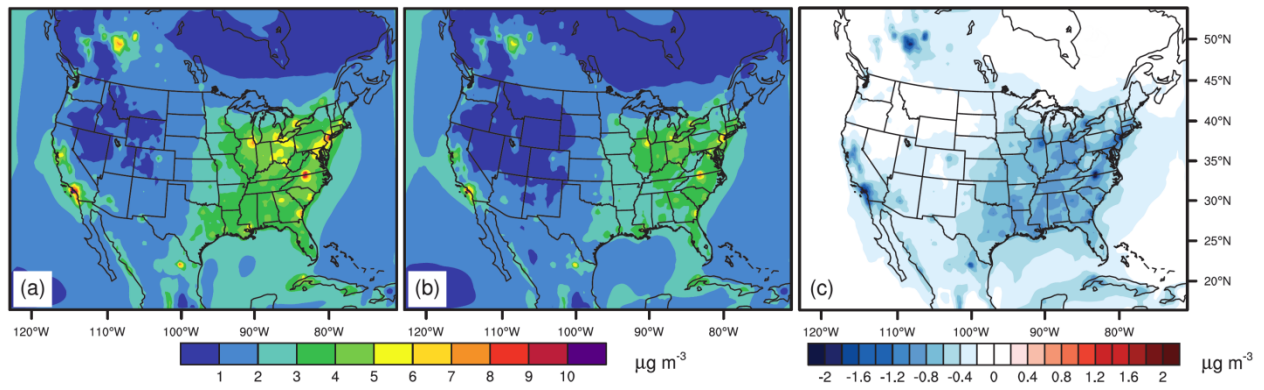 (a)
(b)
(c)
50°N
45°N
40°N
35°N
30°N
25°N
20°N
120°W 110°W 100°W 90°W 80°W
120°W 110°W 100°W 90°W 80°W
120°W 110°W 100°W 90°W 80°W
1 2 3 4 5 6 7 8 9 10
µg m-3
-2 -1.6 -1.2 -0.8 -0.4 0 0.4 0.8 1.2 1.6 2
µg m-3